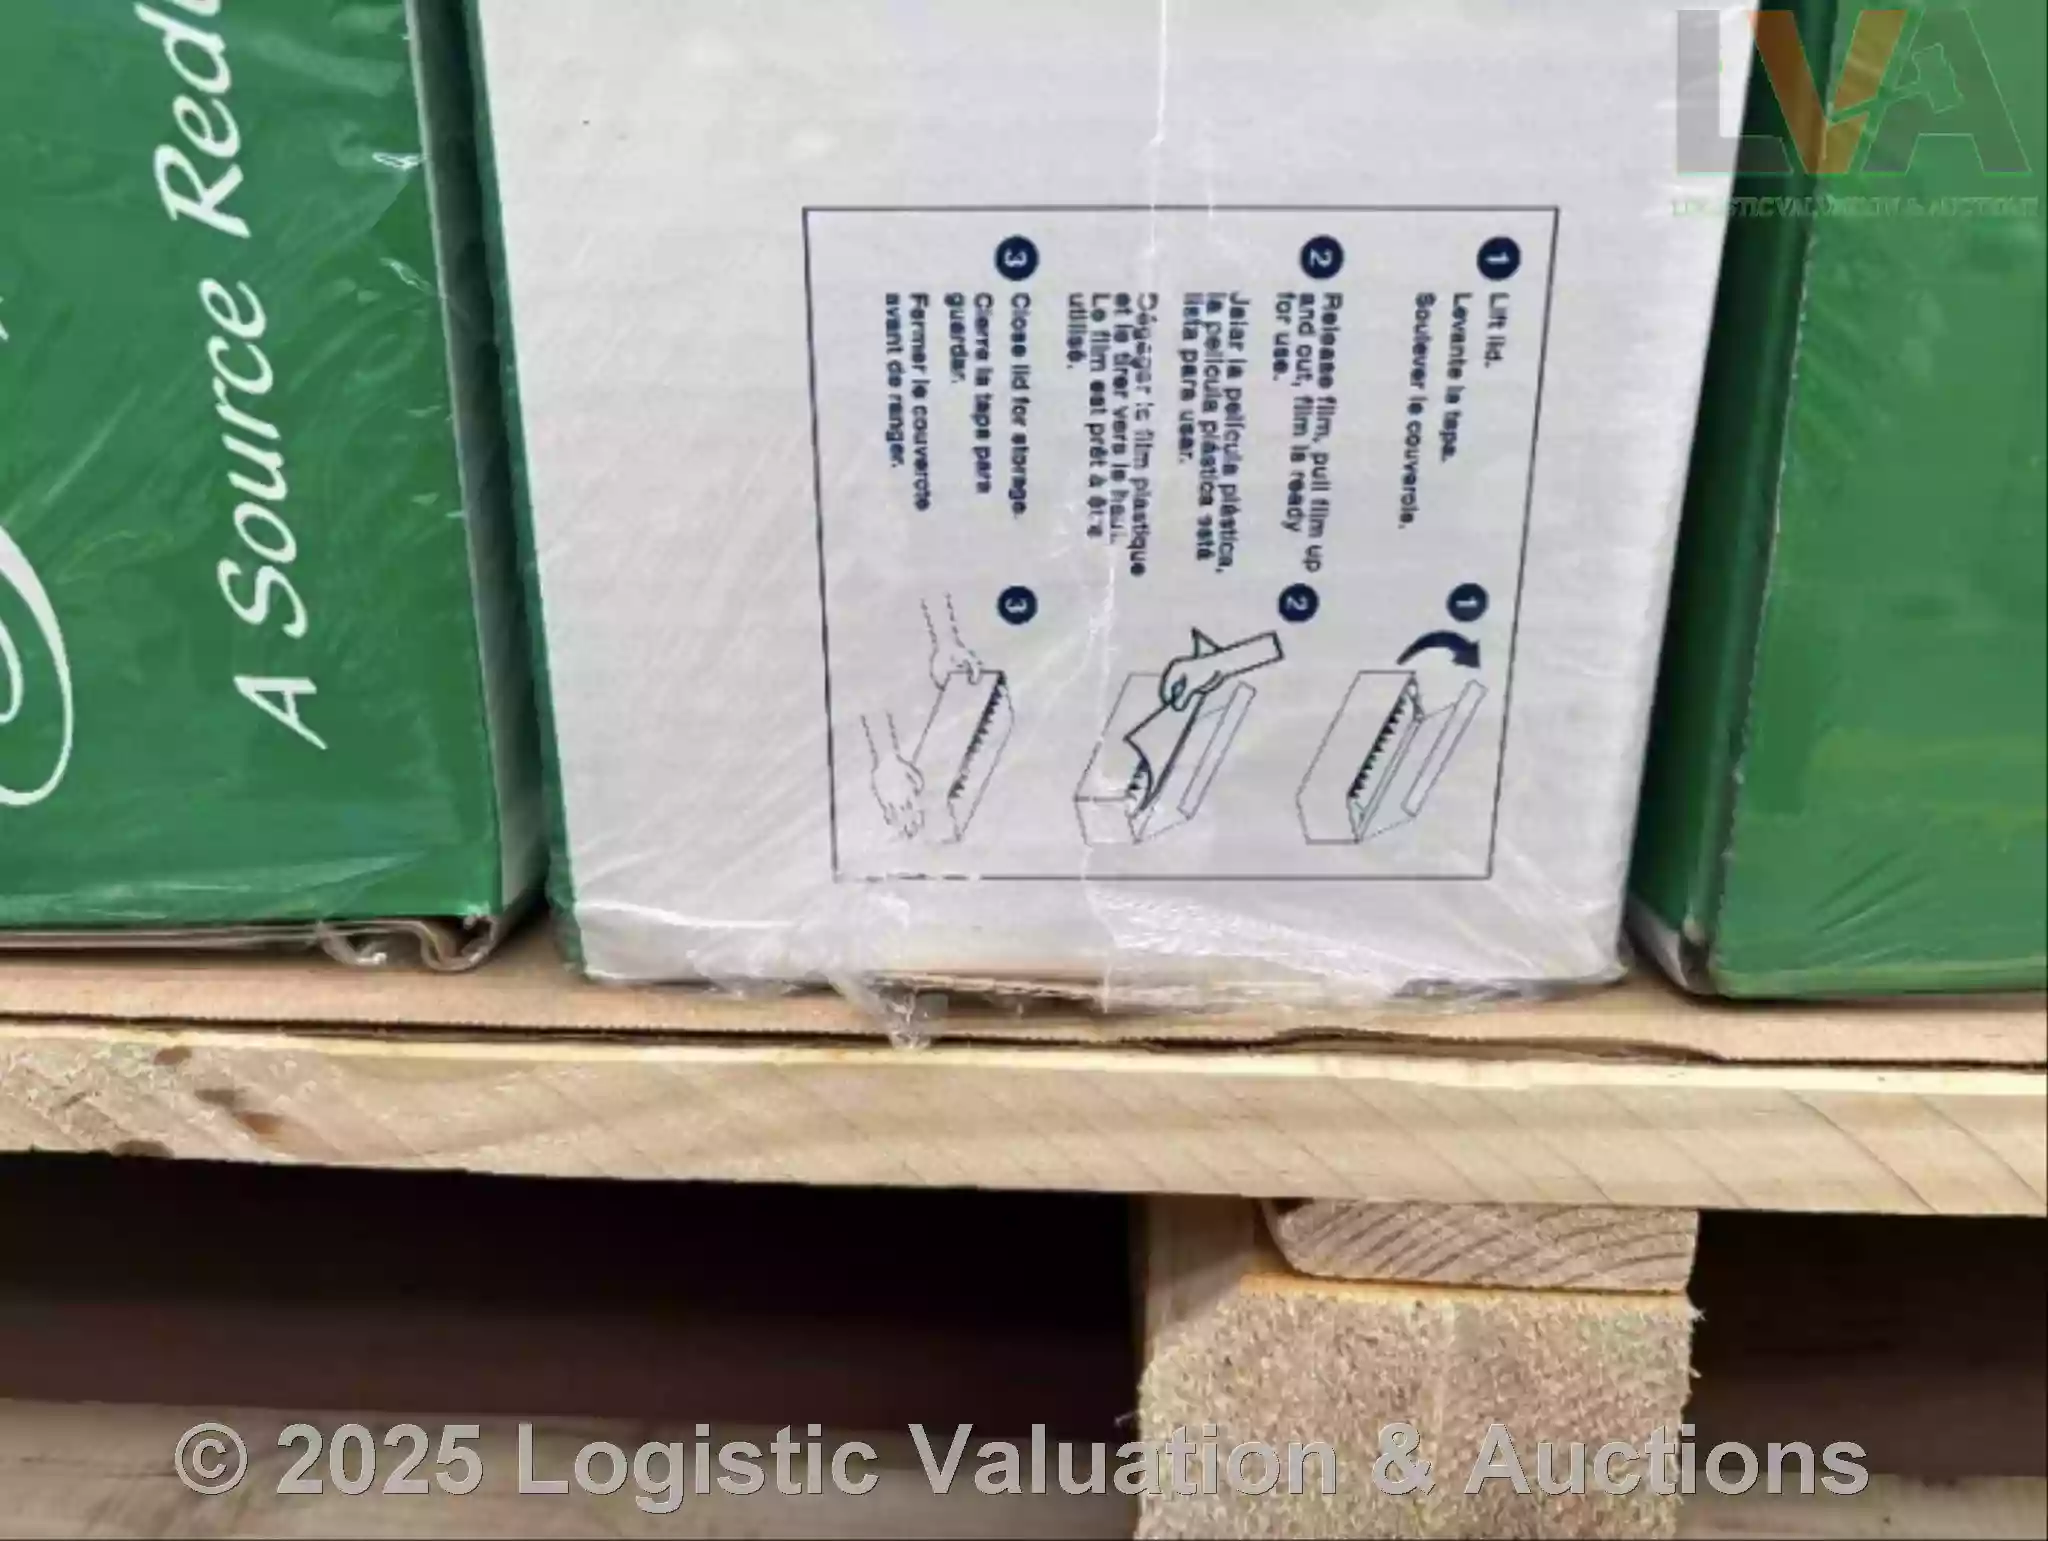 A Source Red
1 Lift lid.
Levante la tapa.
Soulever le couvercle.
2 Release film, pull film up
and out, film is ready
for use.
Jalar la película plástica,
la película plástica está
lista para usar.
Dégager le film plastique
et le tirer vers le haut.
Le film est prêt à être
utilisé.
3 Close lid for storage.
Cierre la tapa para
guardar.
Fermer le couvercle
avant de ranger.
1
2
3
LVA
LOGISTIC VALUATION & AUCTIONS
© 2025 Logistic Valuation & Auctions